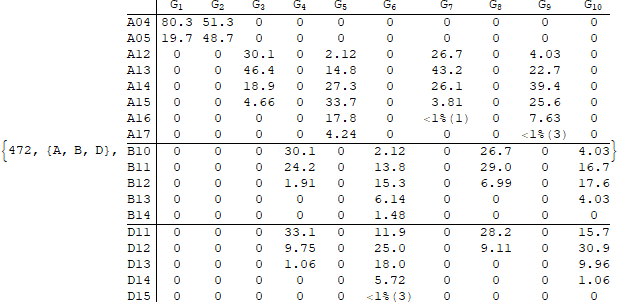 G1 G2 G3 G4 G5 G6 G7 G8 G9 G10
A04 80.3 51.3 0 0 0 0 0 0 0 0
A05 19.7 48.7 0 0 0 0 0 0 0 0
A12 0 0 30.1 0 2.12 0 26.7 0 4.03 0
A13 0 0 46.4 0 14.8 0 43.2 0 22.7 0
A14 0 0 18.9 0 27.3 0 26.1 0 39.4 0
A15 0 0 4.66 0 33.7 0 3.81 0 25.6 0
A16 0 0 0 0 17.8 0 <1%(1) 0 7.63 0
A17 0 0 0 0 4.24 0 0 0 <1%(3) 0
{472, {A, B, D}, B10 0 0 0 30.1 0 2.12 0 26.7 0 4.03}
B11 0 0 0 24.2 0 13.8 0 29.0 0 16.7
B12 0 0 0 1.91 0 15.3 0 6.99 0 17.6
B13 0 0 0 0 0 6.14 0 0 0 4.03
B14 0 0 0 0 0 1.48 0 0 0 0
D11 0 0 0 33.1 0 11.9 0 28.2 0 15.7
D12 0 0 0 9.75 0 25.0 0 9.11 0 30.9
D13 0 0 0 1.06 0 18.0 0 0 0 9.96
D14 0 0 0 0 0 5.72 0 0 0 1.06
D15 0 0 0 0 0 <1%(3) 0 0 0 0